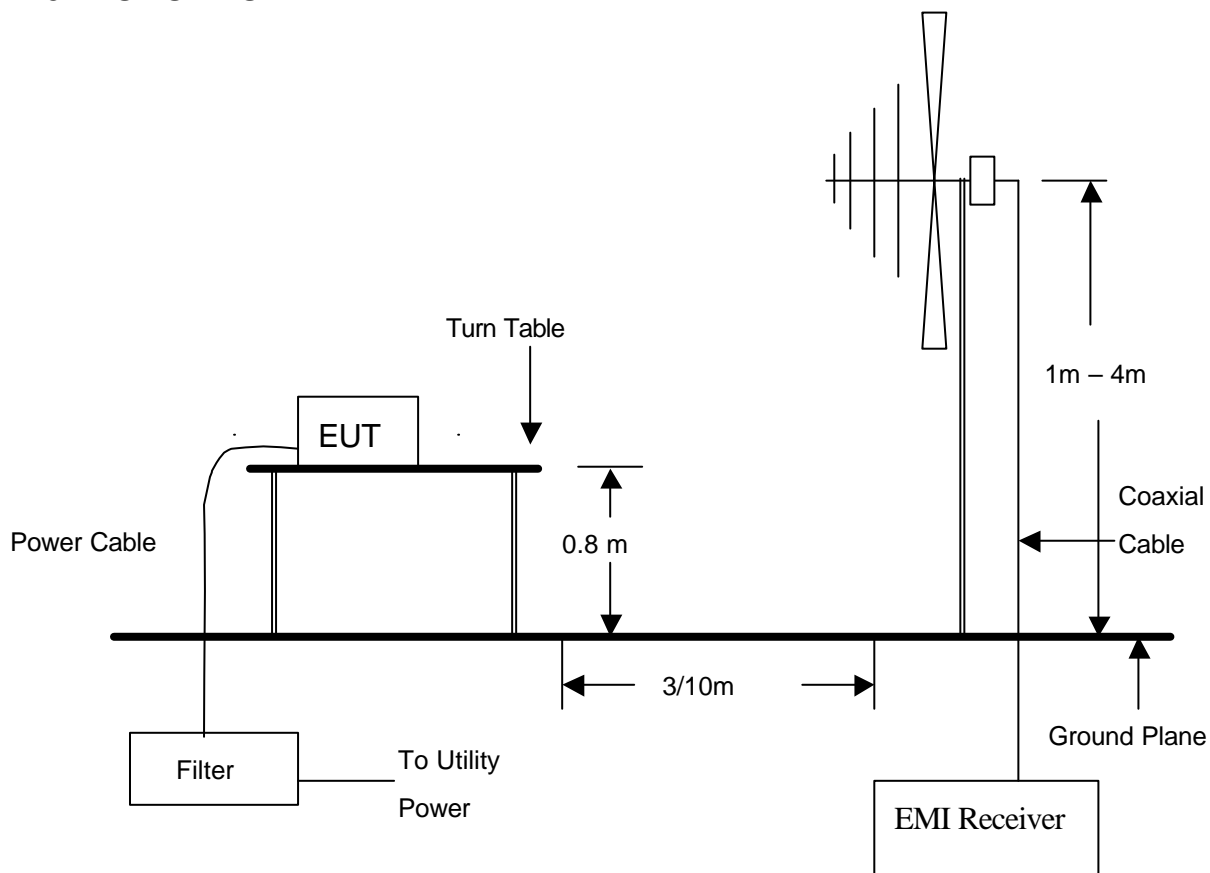 Turn Table
1m – 4m
EUT
Coaxial
Cable
Power Cable
0.8 m
3/10m
Ground Plane
Filter
To Utility
Power
EMI Receiver